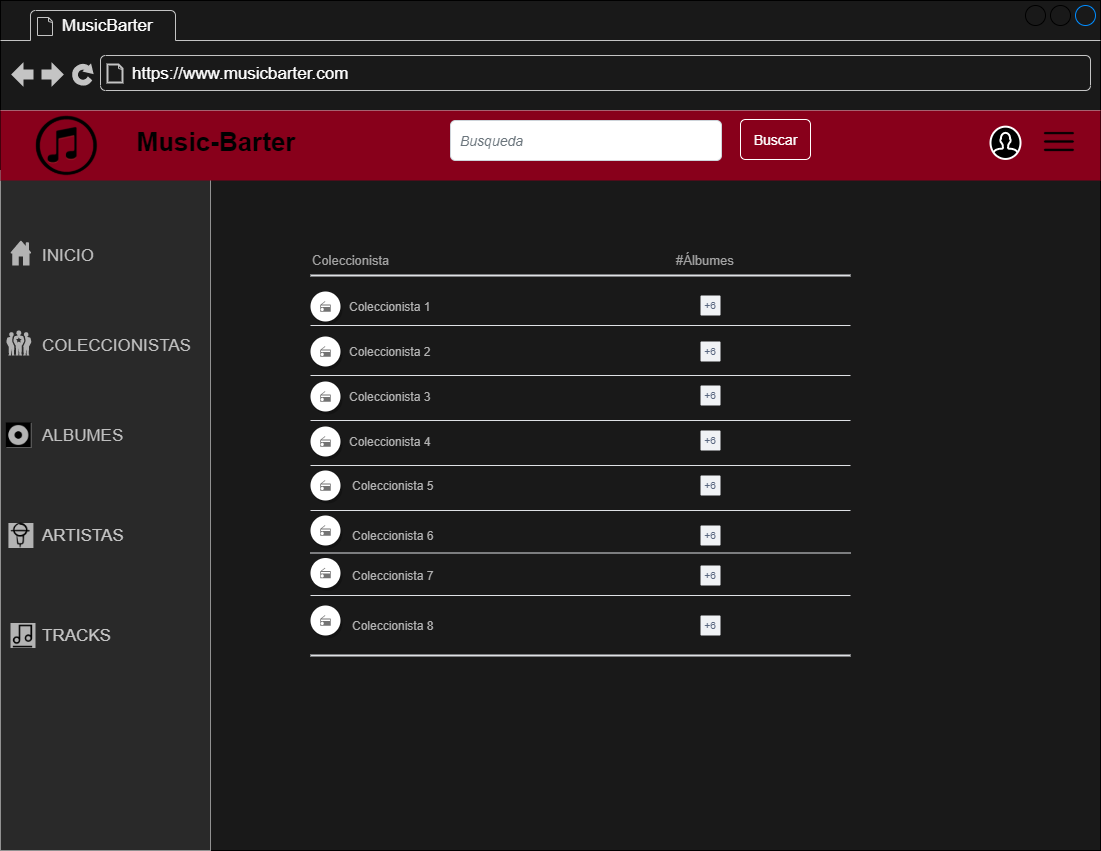 MusicBarter
https://www.musicbarter.com
Music-Barter
Busqueda
Buscar
INICIO
COLECCIONISTAS
ALBUMES
ARTISTAS
TRACKS
Coleccionista #Álbumes
Coleccionista 1 +6
Coleccionista 2 +6
Coleccionista 3 +6
Coleccionista 4 +6
Coleccionista 5 +6
Coleccionista 6 +6
Coleccionista 7 +6
Coleccionista 8 +6